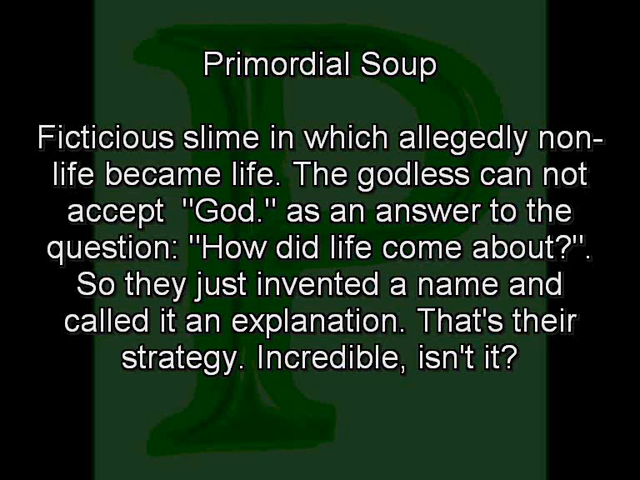 Primordial Soup
Ficticious slime in which allegedly non-
life became life. The godless can not
accept  "God." as an answer to the
question: "How did life come about?".
So they just invented a name and
called it an explanation. That's their
strategy. Incredible, isn't it?